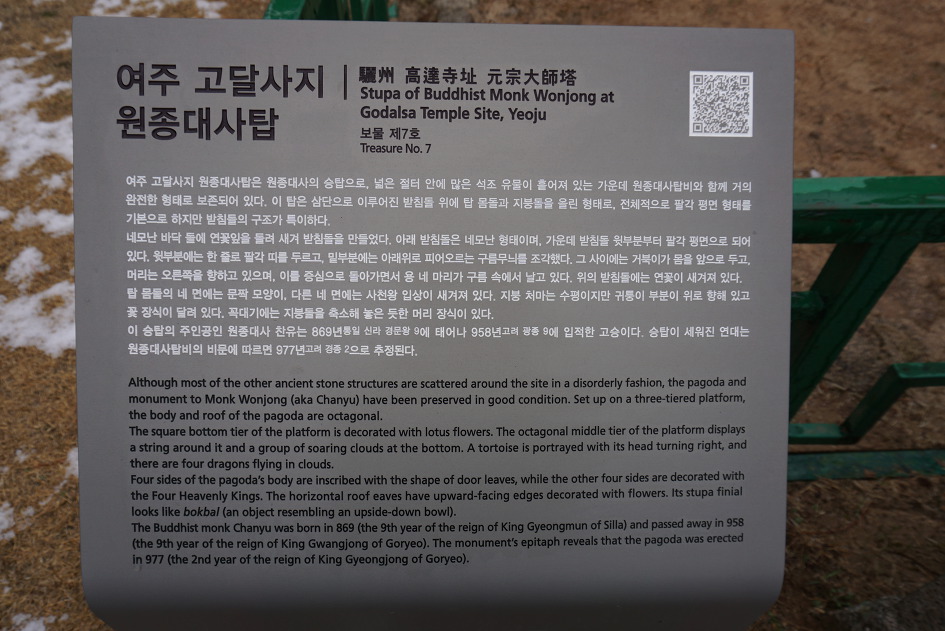 여주 고달사지
원종대사탑
驪州 高達寺址 元宗大師塔
Stupa of Buddhist Monk Wonjong at
Godalsa Temple Site, Yeoju
보물 제7호
Treasure No. 7
여주 고달사지 원종대사탑은 원종대사의 승탑으로, 넓은 절터 안에 많은 석조 유물이 흩어져 있는 가운데 원종대사탑비와 함께 거의
완전한 형태로 보존되어 있다. 이 탑은 삼단으로 이루어진 받침돌 위에 탑 몸돌과 지붕돌을 올린 형태로, 전체적으로 팔각 평면 형태를
기본으로 하지만 받침돌의 구조가 특이하다.
네모난 바닥 돌에 연꽃잎을 돌려 새겨 받침돌을 만들었다. 아래 받침돌은 네모난 형태이며, 가운데 받침돌 윗부분부터 팔각 평면으로 되어
있다. 윗부분에는 한 줄로 팔각 띠를 두르고, 밑부분에는 아래위로 피어오르는 구름무늬를 조각했다. 그 사이에는 거북이가 몸을 앞으로 두고,
머리는 오른쪽을 향하고 있으며, 이를 중심으로 돌아가면서 용 네 마리가 구름 속에서 날고 있다. 위의 받침돌에는 연꽃이 새겨져 있다.
탑 몸돌의 네 면에는 문짝 모양이, 다른 네 면에는 사천왕 입상이 새겨져 있다. 지붕 처마는 수평이지만 귀퉁이 부분이 위로 향해 있고
꽃 장식이 달려 있다. 꼭대기에는 지붕돌을 축소해 놓은 듯한 머리 장식이 있다.
이 승탑의 주인공인 원종대사 찬유는 869년통일 신라 경문왕 9에 태어나 958년고려 광종 9에 입적한 고승이다. 승탑이 세워진 연대는
원종대사탑비의 비문에 따르면 977년고려 경종 2으로 추정된다.
Although most of the other ancient stone structures are scattered around the site in a disorderly fashion, the pagoda and
monument to Monk Wonjong (aka Chanyu) have been preserved in good condition. Set up on a three-tiered platform,
the body and roof of the pagoda are octagonal.
The square bottom tier of the platform is decorated with lotus flowers. The octagonal middle tier of the platform displays
a string around it and a group of soaring clouds at the bottom. A tortoise is portrayed with its head turning right, and
there are four dragons flying in clouds.
Four sides of the pagoda's body are inscribed with the shape of door leaves, while the other four sides are decorated with
the Four Heavenly Kings. The horizontal roof eaves have upward-facing edges decorated with flowers. Its stupa finial
looks like bokbal (an object resembling an upside-down bowl).
The Buddhist monk Chanyu was born in 869 (the 9th year of the reign of King Gyeongmun of Silla) and passed away in 958
(the 9th year of the reign of King Gwangjong of Goryeo). The monument's epitaph reveals that the pagoda was erected
in 977 (the 2nd year of the reign of King Gyeongjong of Goryeo).